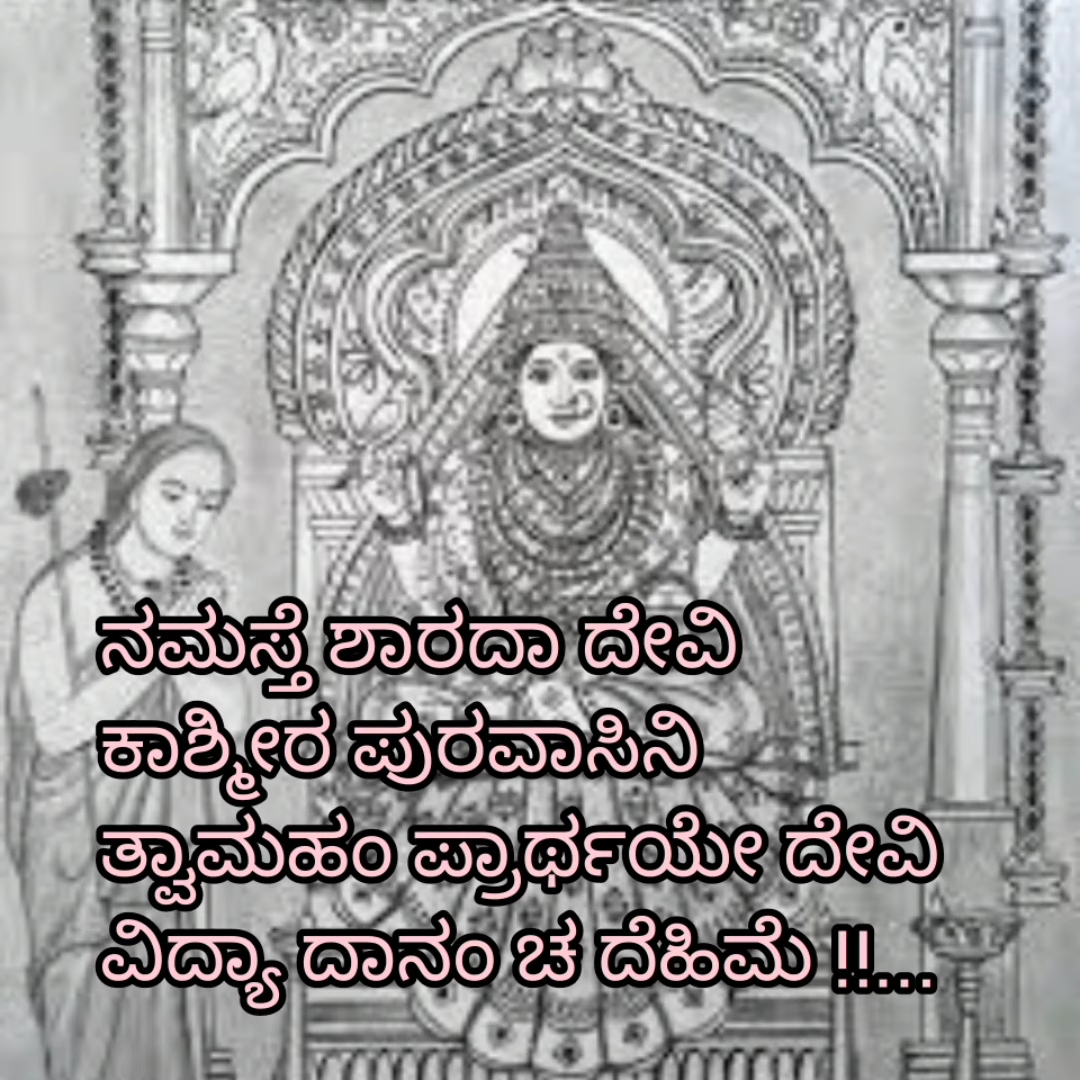 ನಮಸ್ತೆ ಶಾರದಾ ದೇವಿ
ಕಾಶ್ಮೀರ ಪುರವಾಸಿನಿ
ತ್ವಾಮಹಂ ಪ್ರಾರ್ಥಯೇ ದೇವಿ
ವಿದ್ಯಾ ದಾನಂ ಚ ದೆಹಿಮೆ !!...